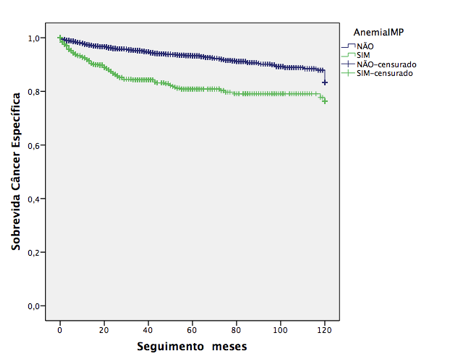 AnemiaIMP
NÃO
SIM
NÃO-censurado
SIM-censurado
Sobrevida Câncer Específica
1,0
0,8
0,6
0,4
0,2
0,0
0 20 40 60 80 100 120
Seguimento meses